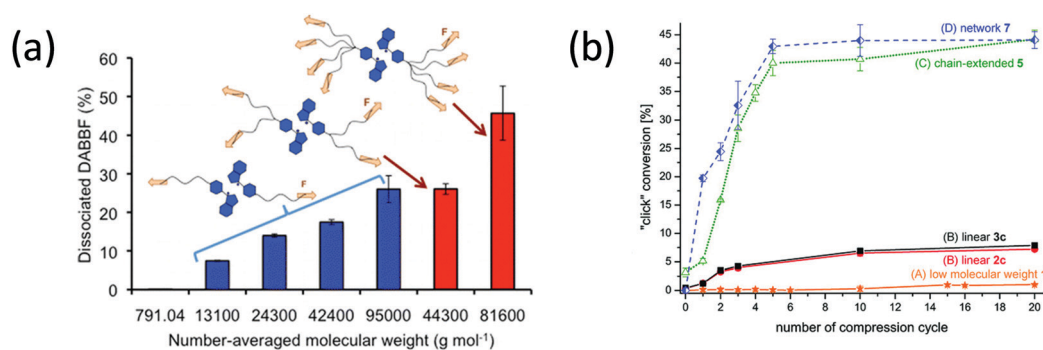 (a)
Dissociated DABBF (%)
60
50
40
30
20
10
0
F
F
F
791.04 13100 24300 42400 95000 44300 81600
Number-averaged molecular weight (g mol⁻¹)
(b)
"click" conversion [%]
45
40
35
30
25
20
15
10
5
0
(D) network 7
(C) chain-extended 5
(B) linear 3c
(B) linear 2c
(A) low molecular weight
0 2 4 6 8 10 12 14 16 18 20
number of compression cycle